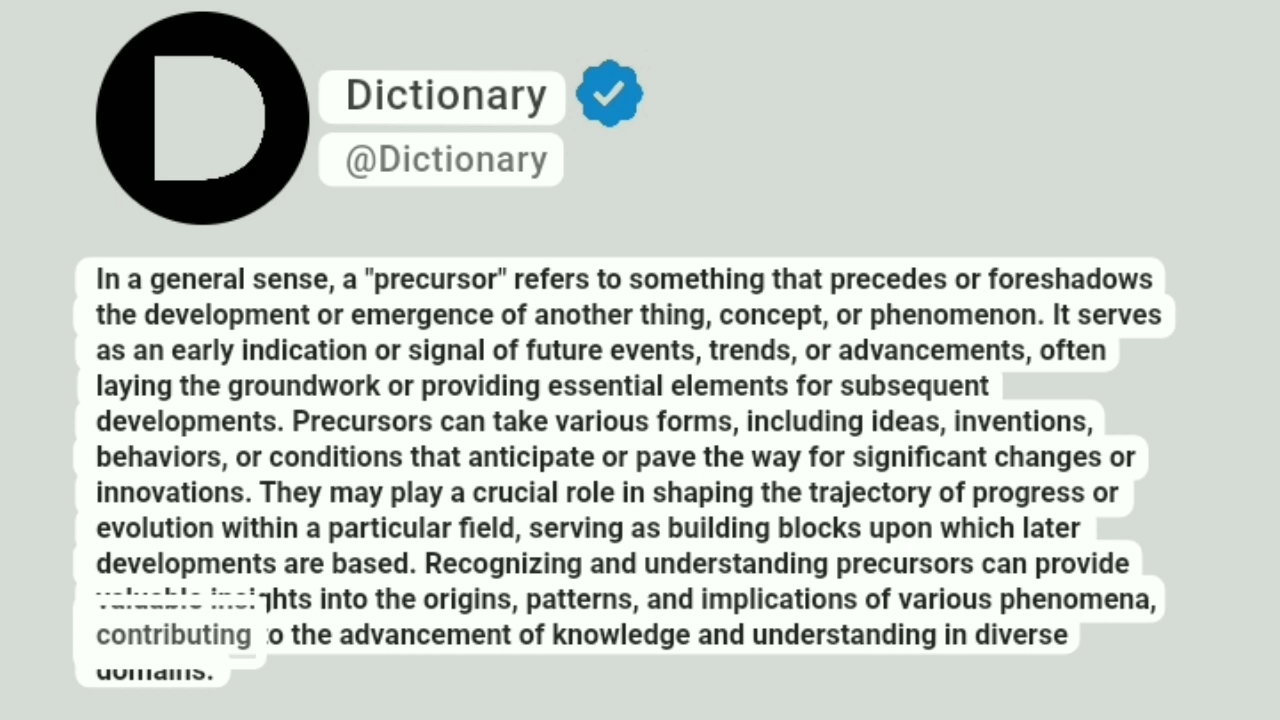 D
Dictionary
@Dictionary
In a general sense, a "precursor" refers to something that precedes or foreshadows
the development or emergence of another thing, concept, or phenomenon. It serves
as an early indication or signal of future events, trends, or advancements, often
laying the groundwork or providing essential elements for subsequent
developments. Precursors can take various forms, including ideas, inventions,
behaviors, or conditions that anticipate or pave the way for significant changes or
innovations. They may play a crucial role in shaping the trajectory of progress or
evolution within a particular field, serving as building blocks upon which later
developments are based. Recognizing and understanding precursors can provide
valuable insights into the origins, patterns, and implications of various phenomena,
contributing to the advancement of knowledge and understanding in diverse
domains.